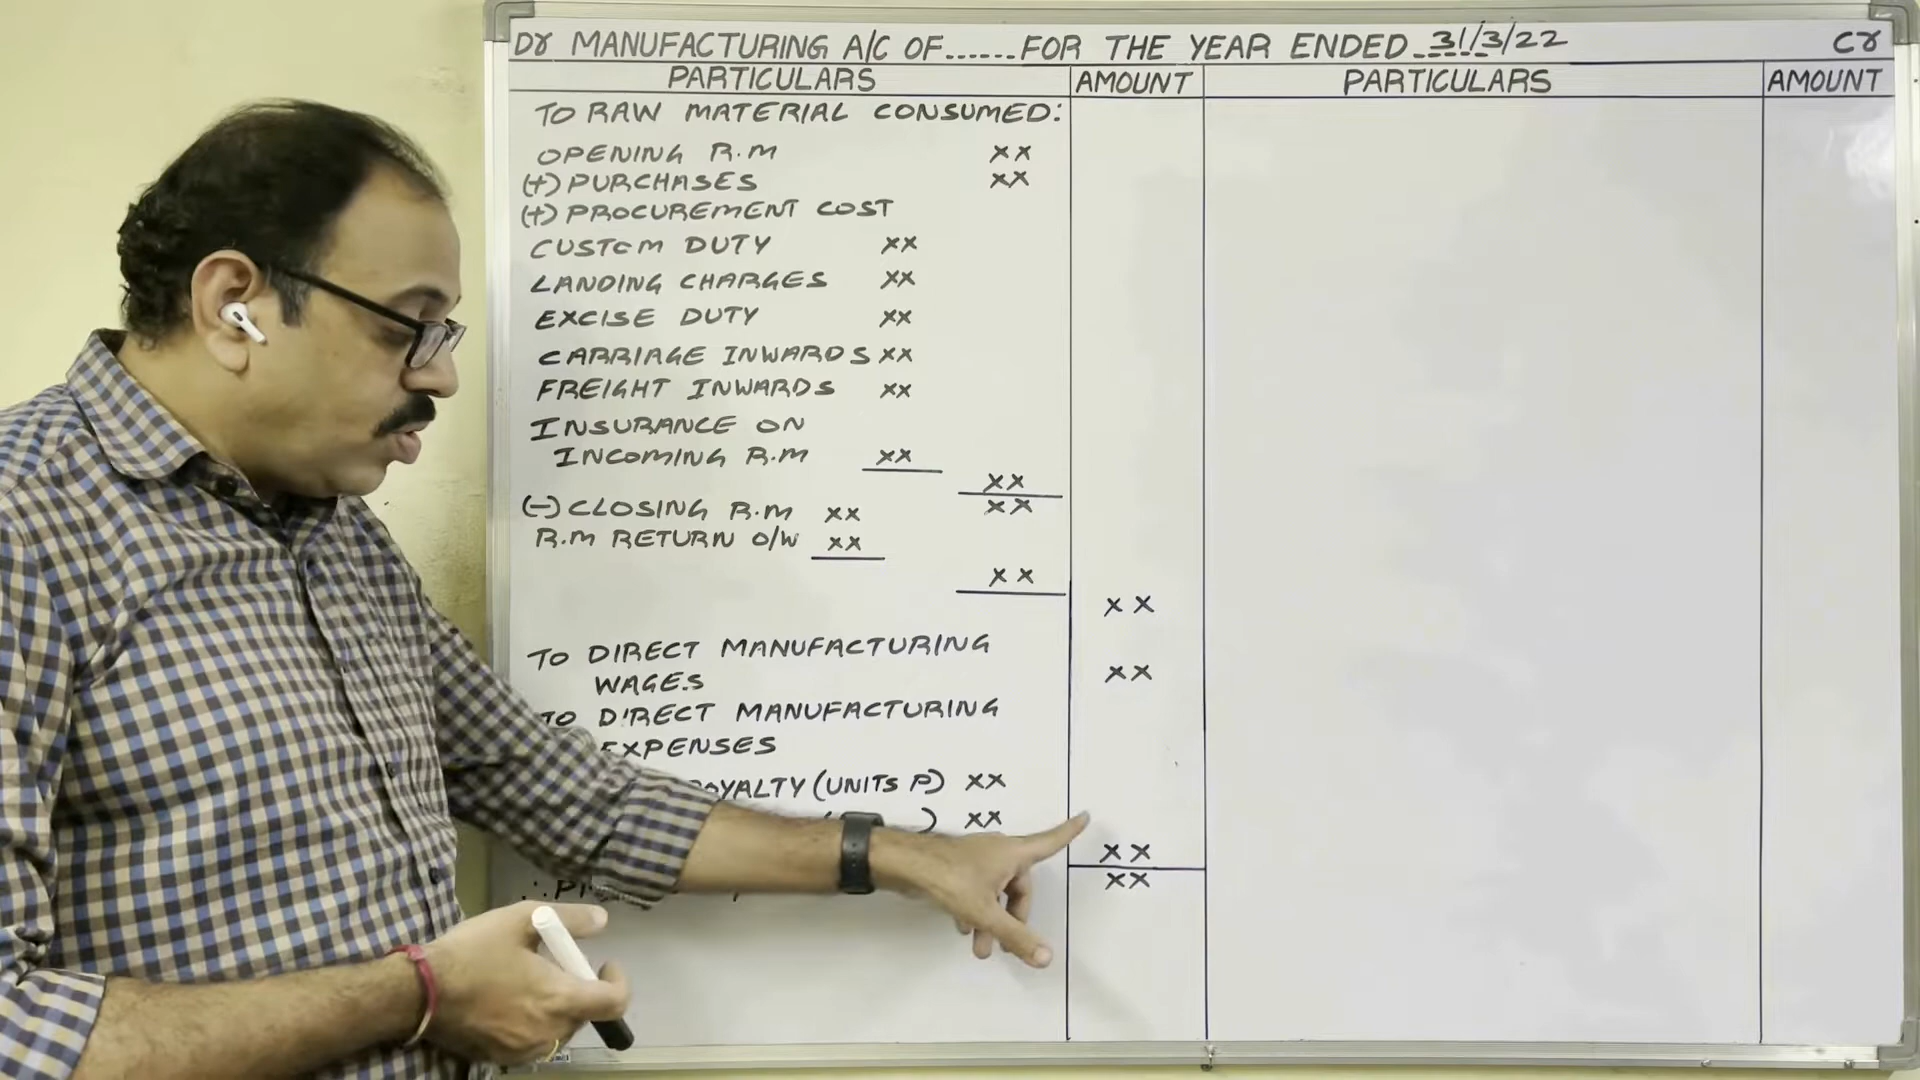 Dr MANUFACTURING A/C OF......FOR THE YEAR ENDED 31/3/22 Cr
PARTICULARS AMOUNT PARTICULARS AMOUNT
TO RAW MATERIAL CONSUMED:
OPENING R.M XX
(+) PURCHASES XX
(+) PROCUREMENT COST
CUSTOM DUTY XX
LANDING CHARGES XX
EXCISE DUTY XX
CARRIAGE INWARDS XX
FREIGHT INWARDS XX
INSURANCE ON
INCOMING R.M XX
XX
XX
(-) CLOSING R.M XX
R.M RETURN O/W XX
XX
XX
TO DIRECT MANUFACTURING
WAGES XX
TO DIRECT MANUFACTURING
EXPENSES
ROYALTY (UNITS P) XX
) XX
XX
XX